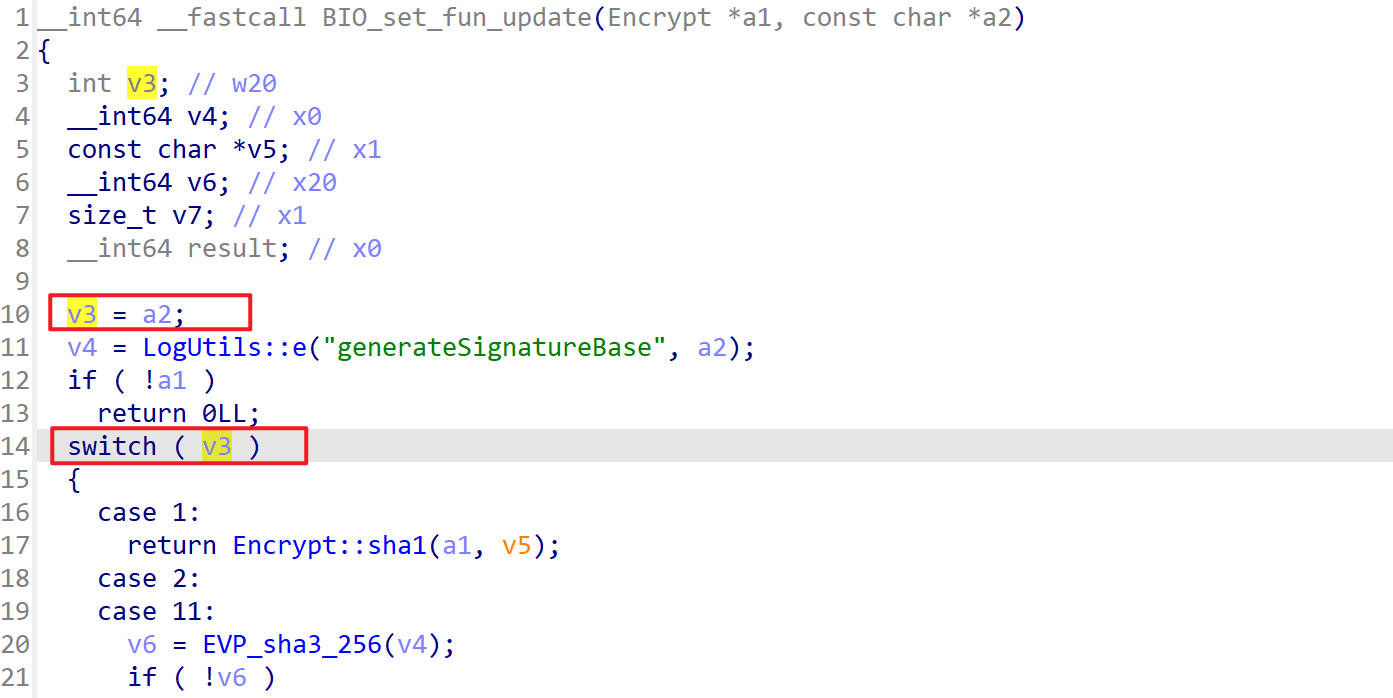 1 __int64 __fastcall BIO_set_fun_update(Encrypt *a1, const char *a2)
2 {
3   int v3; // w20
4   __int64 v4; // x0
5   const char *v5; // x1
6   __int64 v6; // x20
7   size_t v7; // x1
8   __int64 result; // x0
9
10   v3 = a2;
11   v4 = LogUtils::e("generateSignatureBase", a2);
12   if ( !a1 )
13     return 0LL;
14   switch ( v3 )
15   {
16     case 1:
17       return Encrypt::sha1(a1, v5);
18     case 2:
19     case 11:
20       v6 = EVP_sha3_256(v4);
21       if ( !v6 )